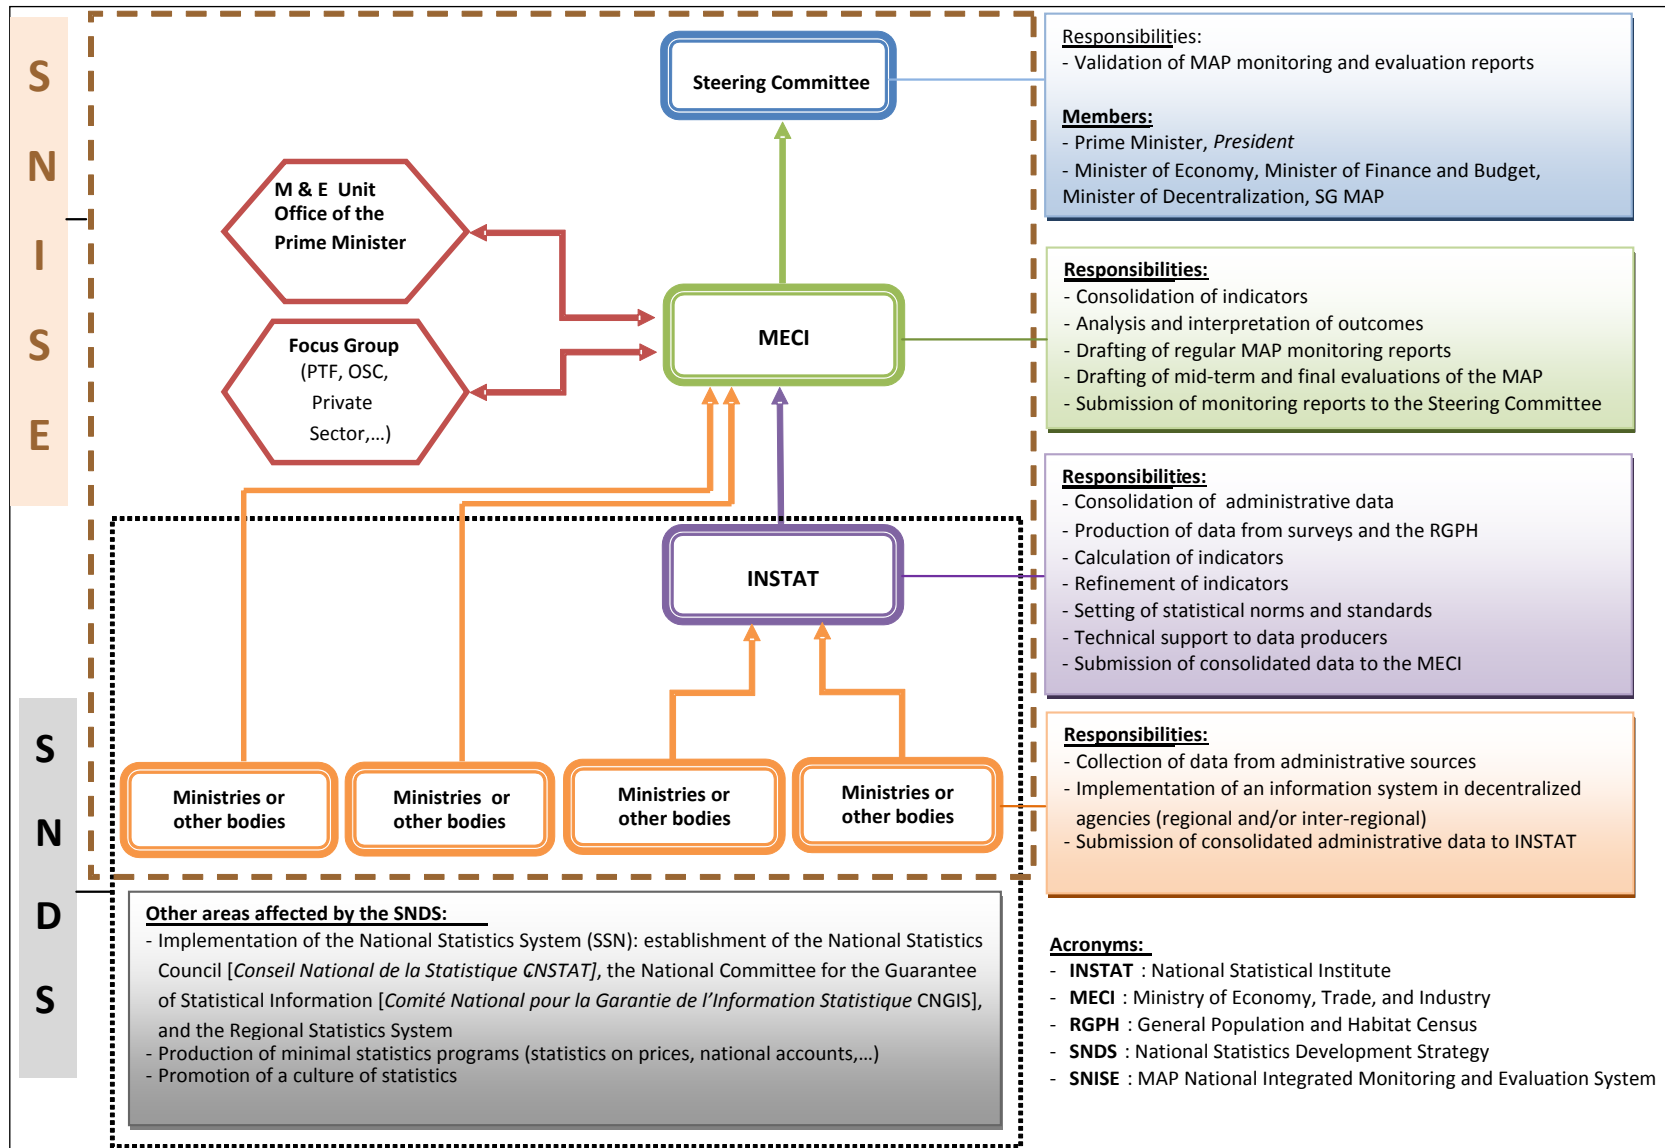 S
N
I
S
E
S
N
D
S
Steering Committee
M & E  Unit
Office of the
Prime Minister
Focus Group
(PTF, OSC,
Private
Sector,...)
MECI
INSTAT
Ministries or
other bodies
Ministries  or
other bodies
Ministries or
other bodies
Ministries or
other bodies
Responsibilities:
- Validation of MAP monitoring and evaluation reports
Members:
- Prime Minister, President
- Minister of Economy, Minister of Finance and Budget,
Minister of Decentralization, SG MAP
Responsibilities:
- Consolidation of indicators
- Analysis and interpretation of outcomes
- Drafting of regular MAP monitoring reports
- Drafting of mid-term and final evaluations of the MAP
- Submission of monitoring reports to the Steering Committee
Responsibilities:
- Consolidation of  administrative data
- Production of data from surveys and the RGPH
- Calculation of indicators
- Refinement of indicators
- Setting of statistical norms and standards
- Technical support to data producers
- Submission of consolidated data to the MECI
Responsibilities:
- Collection of data from administrative sources
- Implementation of an information system in decentralized
agencies (regional and/or inter-regional)
- Submission of consolidated administrative data to INSTAT
Other areas affected by the SNDS:
- Implementation of the National Statistics System (SSN): establishment of the National Statistics
Council [Conseil National de la Statistique CNSTAT], the National Committee for the Guarantee
of Statistical Information [Comité National pour la Garantie de l'Information Statistique CNGIS],
and the Regional Statistics System
- Production of minimal statistics programs (statistics on prices, national accounts,...)
- Promotion of a culture of statistics
Acronyms:
- INSTAT : National Statistical Institute
- MECI : Ministry of Economy, Trade, and Industry
- RGPH : General Population and Habitat Census
- SNDS : National Statistics Development Strategy
- SNISE : MAP National Integrated Monitoring and Evaluation System